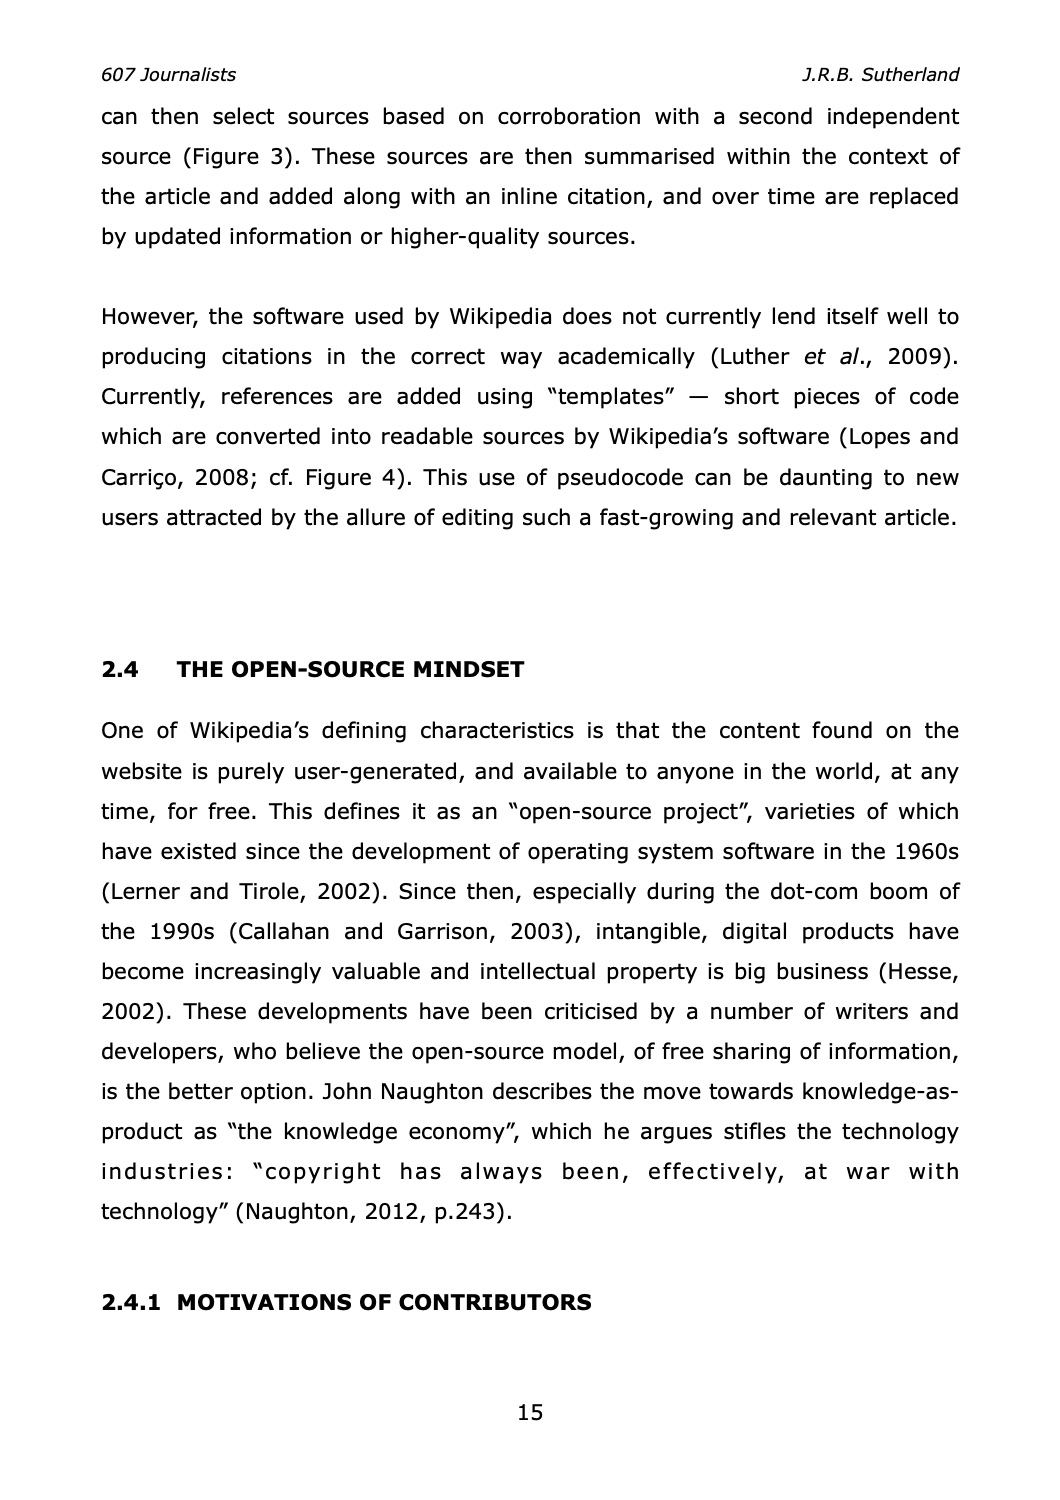 607 Journalists J.R.B. Sutherland
can then select sources based on corroboration with a second independent
source (Figure 3). These sources are then summarised within the context of
the article and added along with an inline citation, and over time are replaced
by updated information or higher-quality sources.
However, the software used by Wikipedia does not currently lend itself well to
producing citations in the correct way academically (Luther et al., 2009).
Currently, references are added using “templates” — short pieces of code
which are converted into readable sources by Wikipedia’s software (Lopes and
Carriço, 2008; cf. Figure 4). This use of pseudocode can be daunting to new
users attracted by the allure of editing such a fast-growing and relevant article.
2.4 THE OPEN-SOURCE MINDSET
One of Wikipedia’s defining characteristics is that the content found on the
website is purely user-generated, and available to anyone in the world, at any
time, for free. This defines it as an “open-source project”, varieties of which
have existed since the development of operating system software in the 1960s
(Lerner and Tirole, 2002). Since then, especially during the dot-com boom of
the 1990s (Callahan and Garrison, 2003), intangible, digital products have
become increasingly valuable and intellectual property is big business (Hesse,
2002). These developments have been criticised by a number of writers and
developers, who believe the open-source model, of free sharing of information,
is the better option. John Naughton describes the move towards knowledge-as-
product as “the knowledge economy”, which he argues stifles the technology
industries: “copyright has always been, effectively, at war with
technology” (Naughton, 2012, p.243).
2.4.1 MOTIVATIONS OF CONTRIBUTORS
15